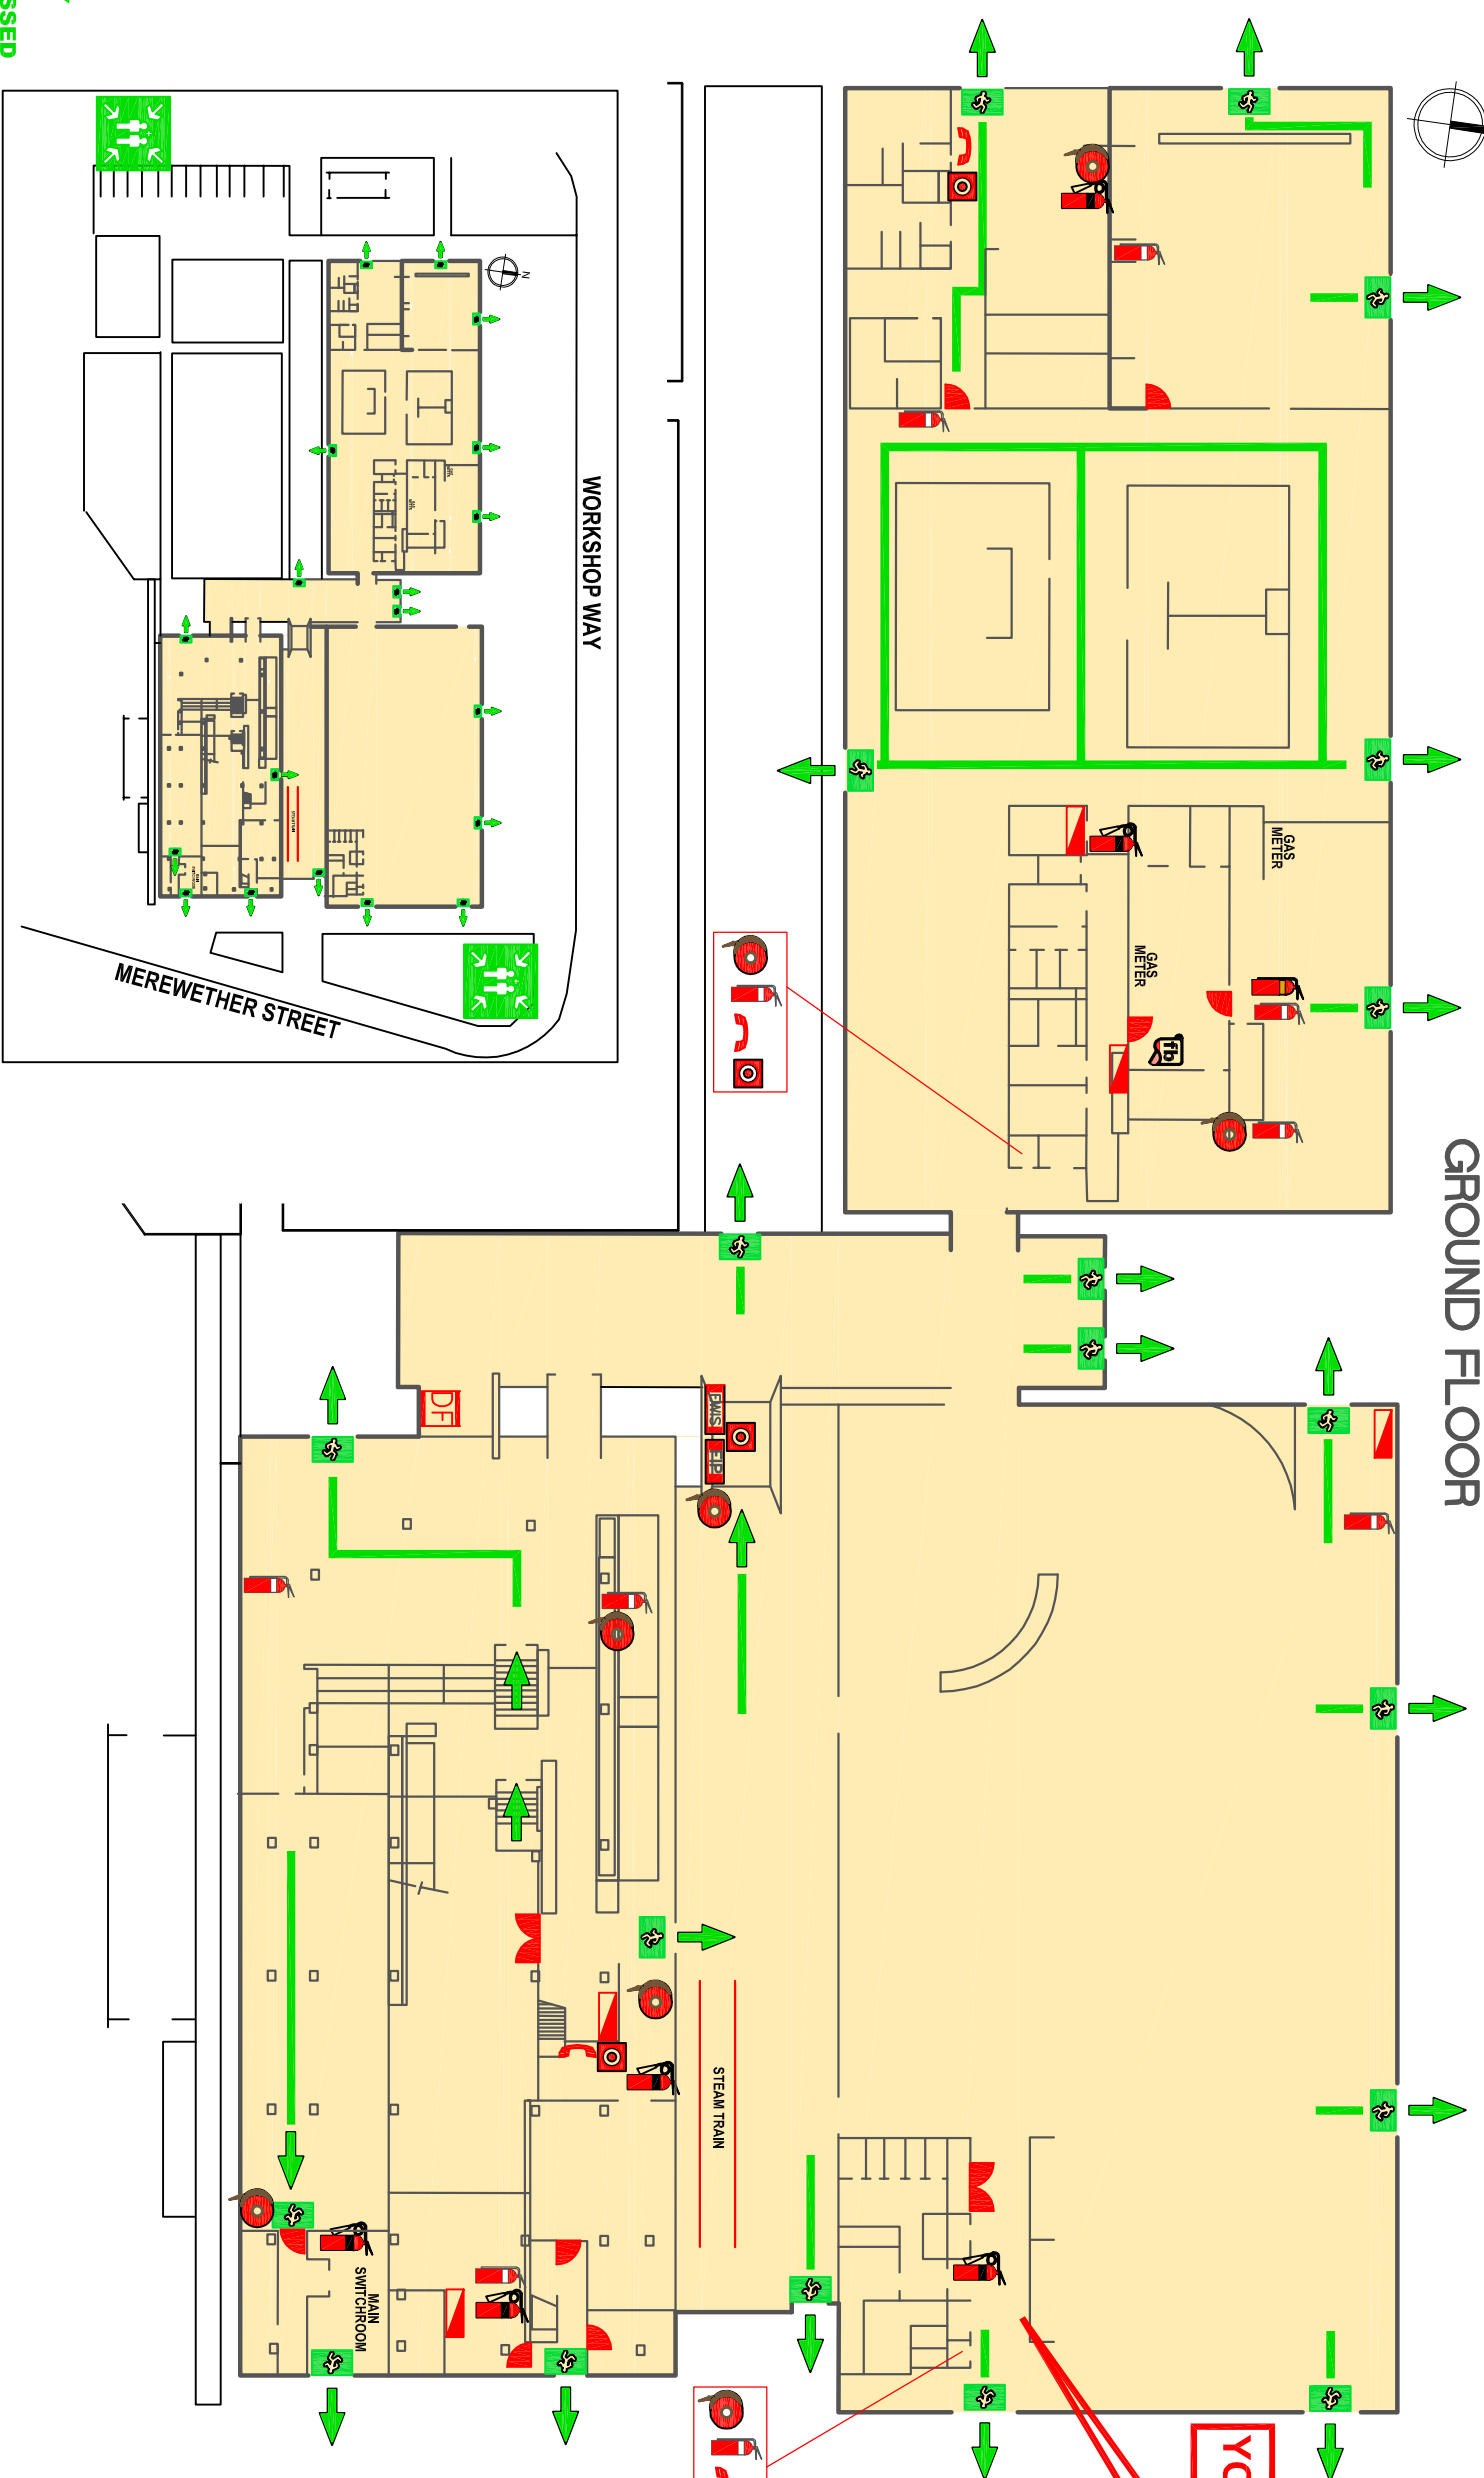 GROUND FLOOR
GAS
METER
GAS
METER
fb
WORKSHOP WAY
N
MEREWETHER STREET
DF
EWIS
FIP
STEAM TRAIN
MAIN
SWITCHROOM